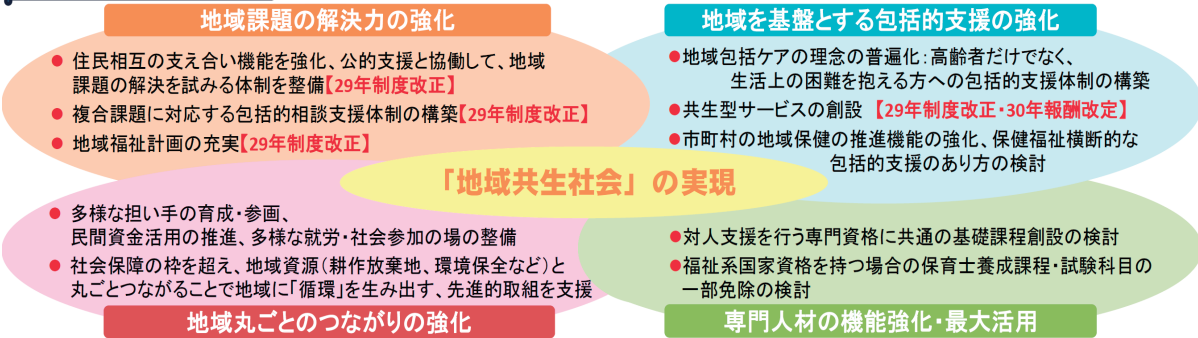 地域課題の解決力の強化
● 住民相互の支え合い機能を強化、公的支援と協働して、地域
課題の解決を試みる体制を整備【29年制度改正】
● 複合課題に対応する包括的相談支援体制の構築【29年制度改正】
● 地域福祉計画の充実【29年制度改正】
地域を基盤とする包括的支援の強化
●地域包括ケアの理念の普遍化:高齢者だけでなく、
生活上の困難を抱える方への包括的支援体制の構築
●共生型サービスの創設 【29年制度改正・30年報酬改定】
●市町村の地域保健の推進機能の強化、保健福祉横断的な
包括的支援のあり方の検討
「地域共生社会」の実現
● 多様な担い手の育成・参画、
民間資金活用の推進、多様な就労・社会参加の場の整備
● 社会保障の枠を超え、地域資源(耕作放棄地、環境保全など)と
丸ごとつながることで地域に「循環」を生み出す、先進的取組を支援
地域丸ごとのつながりの強化
●対人支援を行う専門資格に共通の基礎課程創設の検討
●福祉系国家資格を持つ場合の保育士養成課程・試験科目の
一部免除の検討
専門人材の機能強化・最大活用